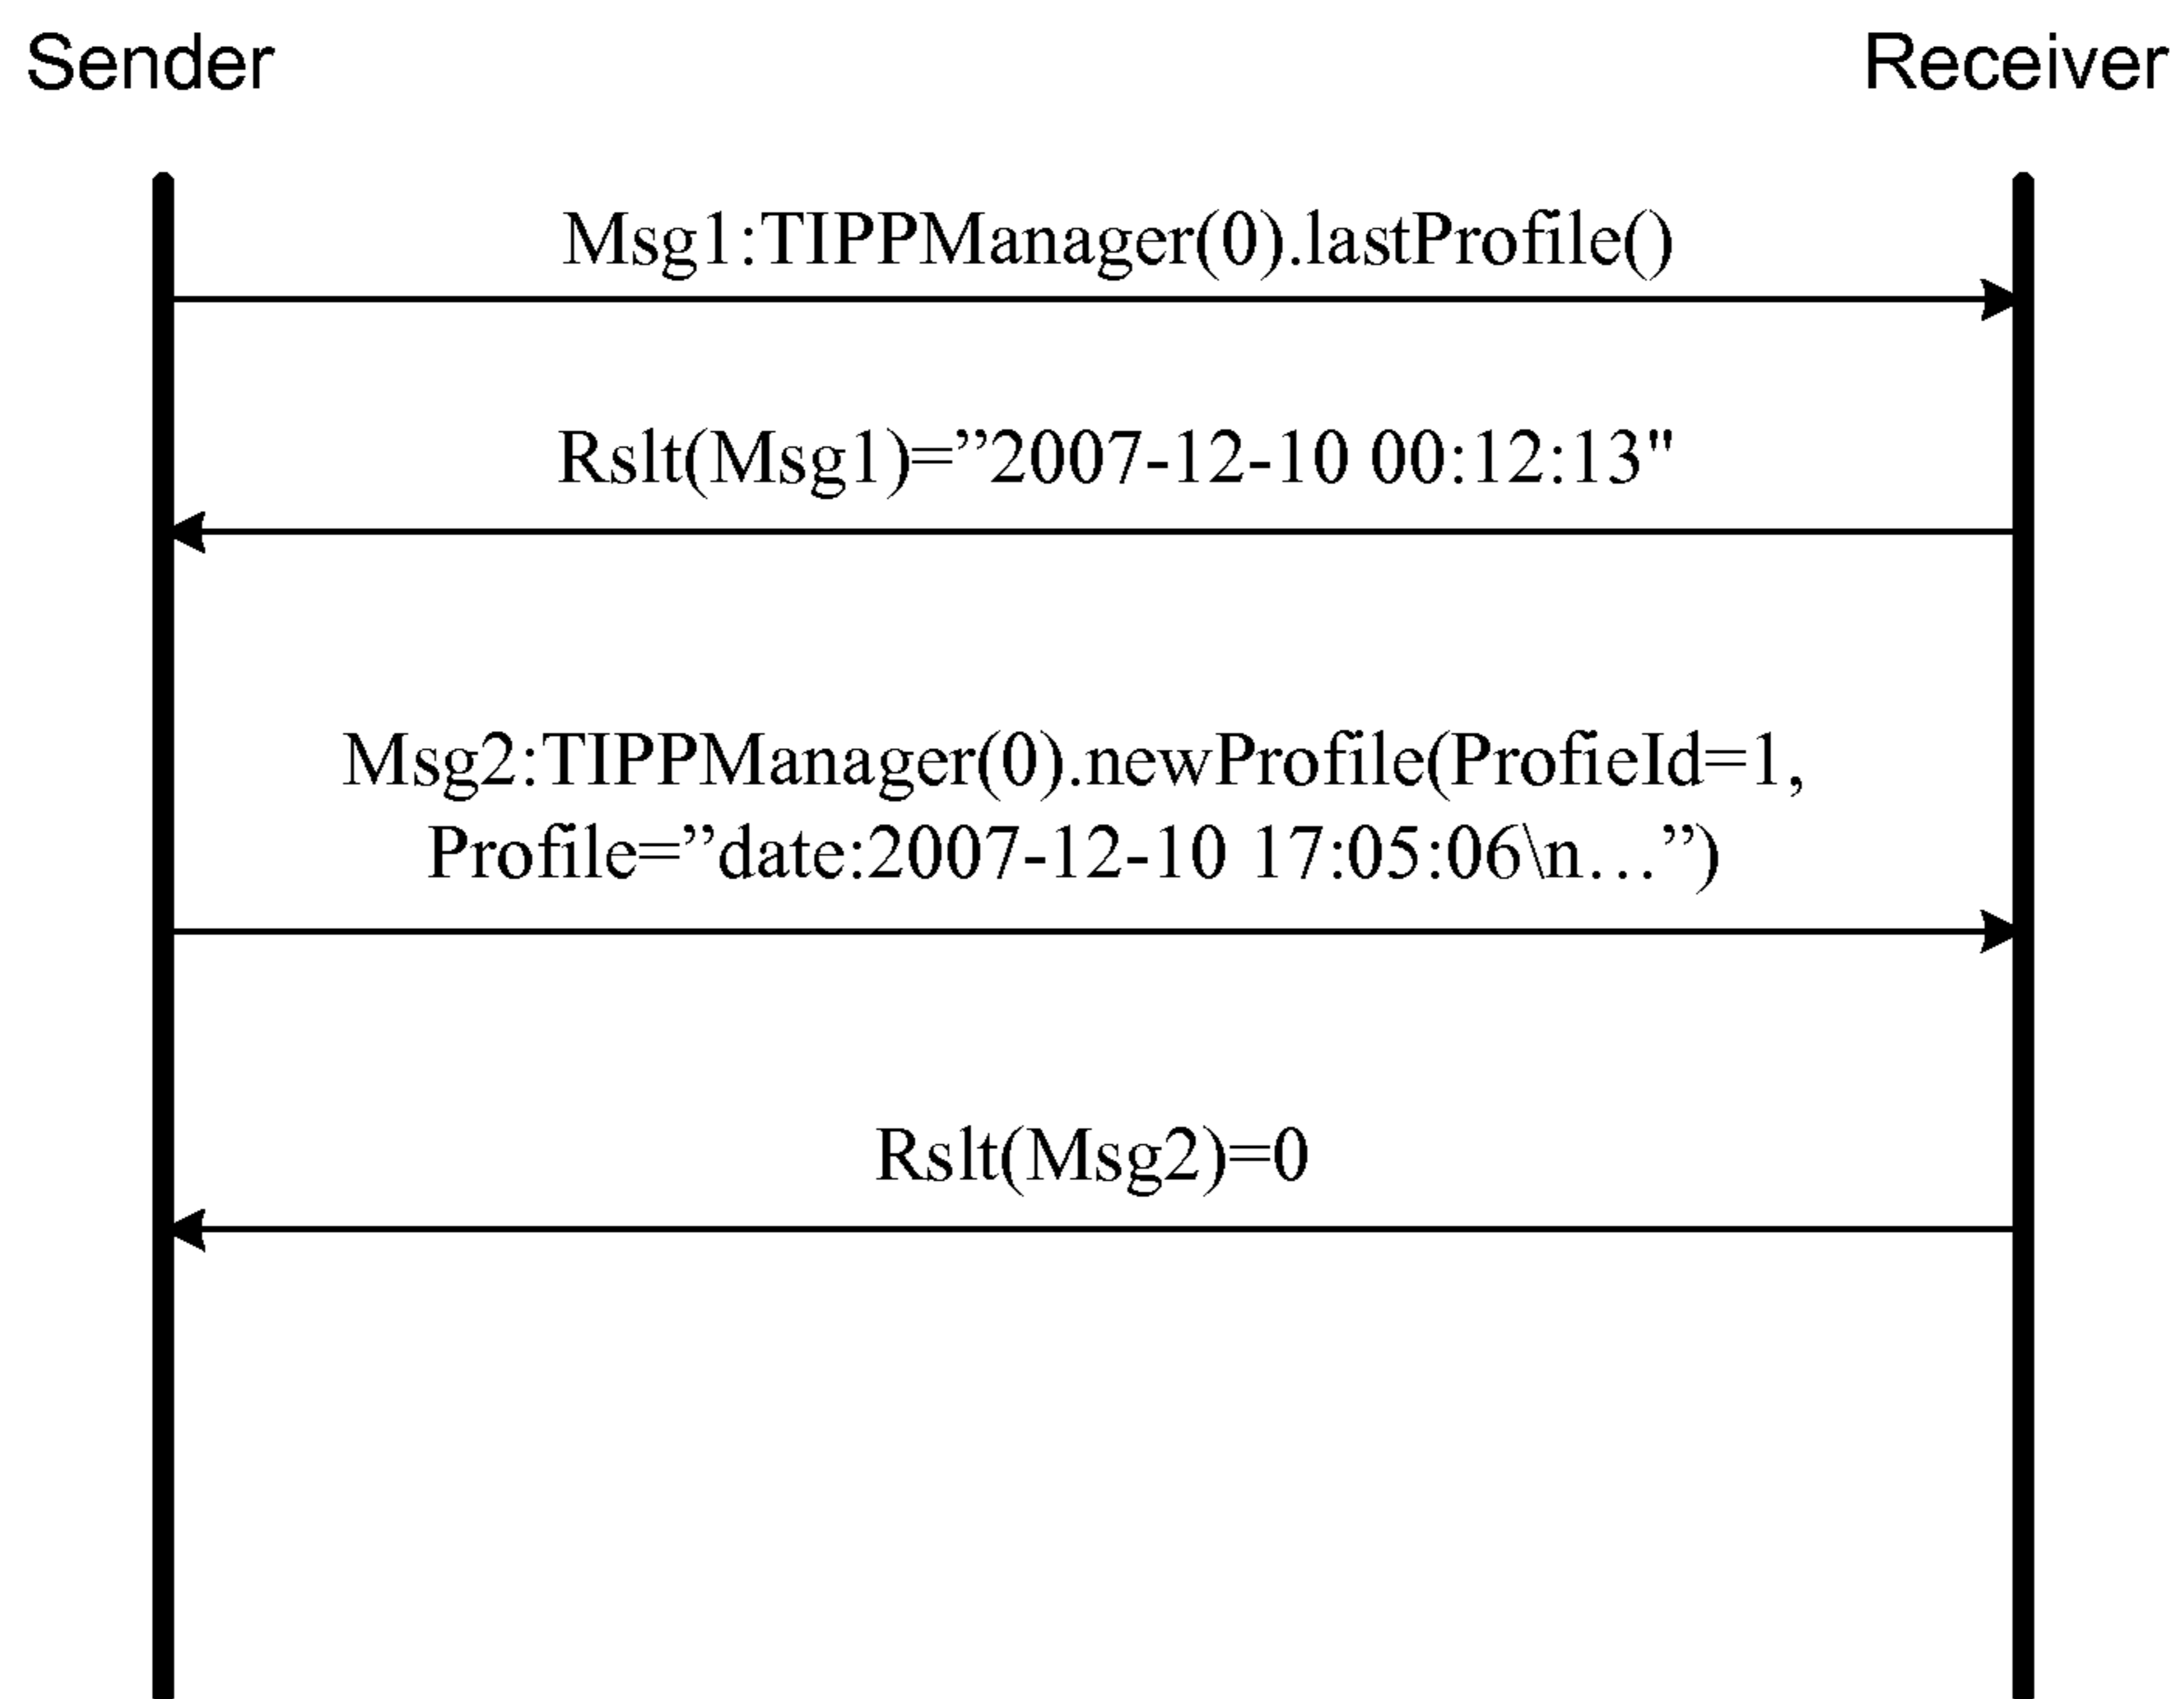 Sender
Receiver
Msg1:TIPPManager(0).lastProfile()
Rslt(Msg1)=”2007-12-10 00:12:13"
Msg2:TIPPManager(0).newProfile(ProfieId=1,
Profile=”date:2007-12-10 17:05:06\n…”)
Rslt(Msg2)=0